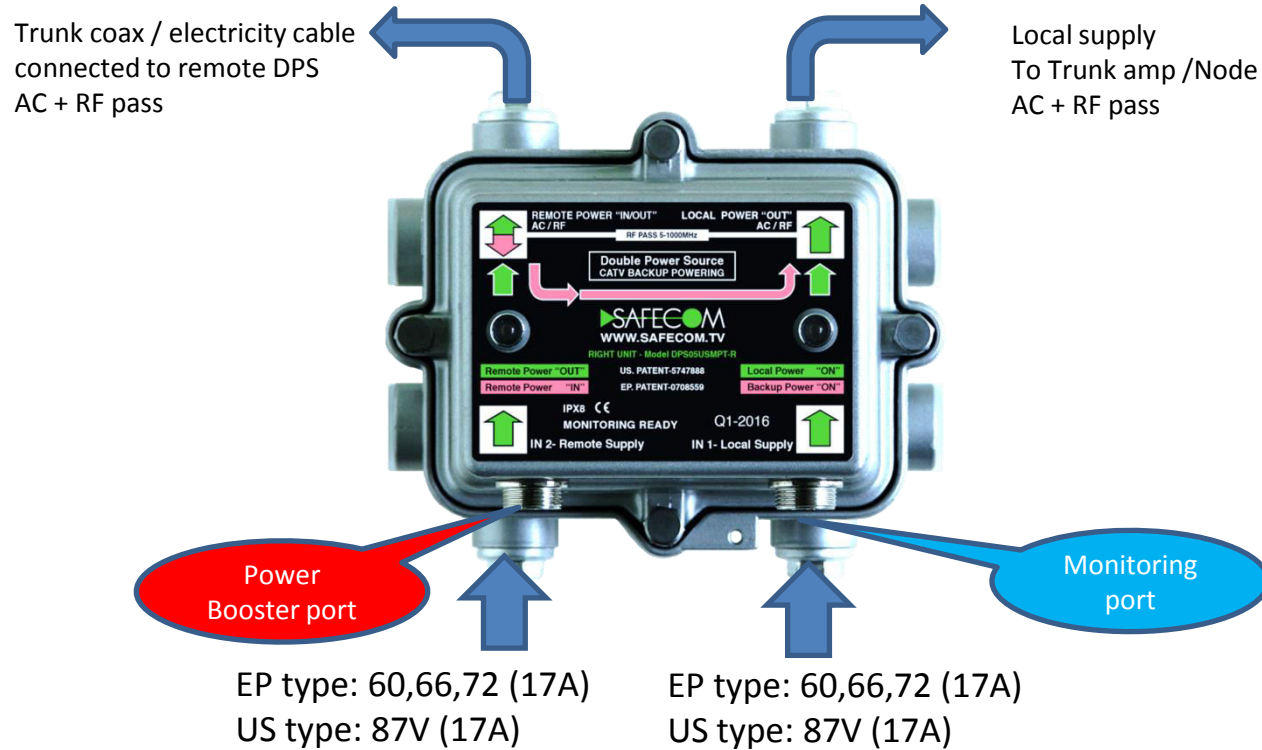 Trunk coax / electricity cable
connected to remote DPS
AC + RF pass
Local supply
To Trunk amp /Node
AC + RF pass
REMOTE POWER “IN/OUT”
AC / RF
LOCAL POWER “OUT”
AC / RF
RF PASS 5-1000MHz
Double Power Source
CATV BACKUP POWERING
SAFECOM
WWW.SAFECOM.TV
RIGHT UNIT - Model DPS05USMPT-R
Remote Power “OUT”
US. PATENT-5747888
Local Power “ON”
Remote Power “IN”
EP. PATENT-0708559
Backup Power “ON”
IPX8 CE
MONITORING READY
Q1-2016
IN 2- Remote Supply
IN 1- Local Supply
Power
Booster port
Monitoring
port
EP type: 60,66,72 (17A)
US type: 87V (17A)
EP type: 60,66,72 (17A)
US type: 87V (17A)